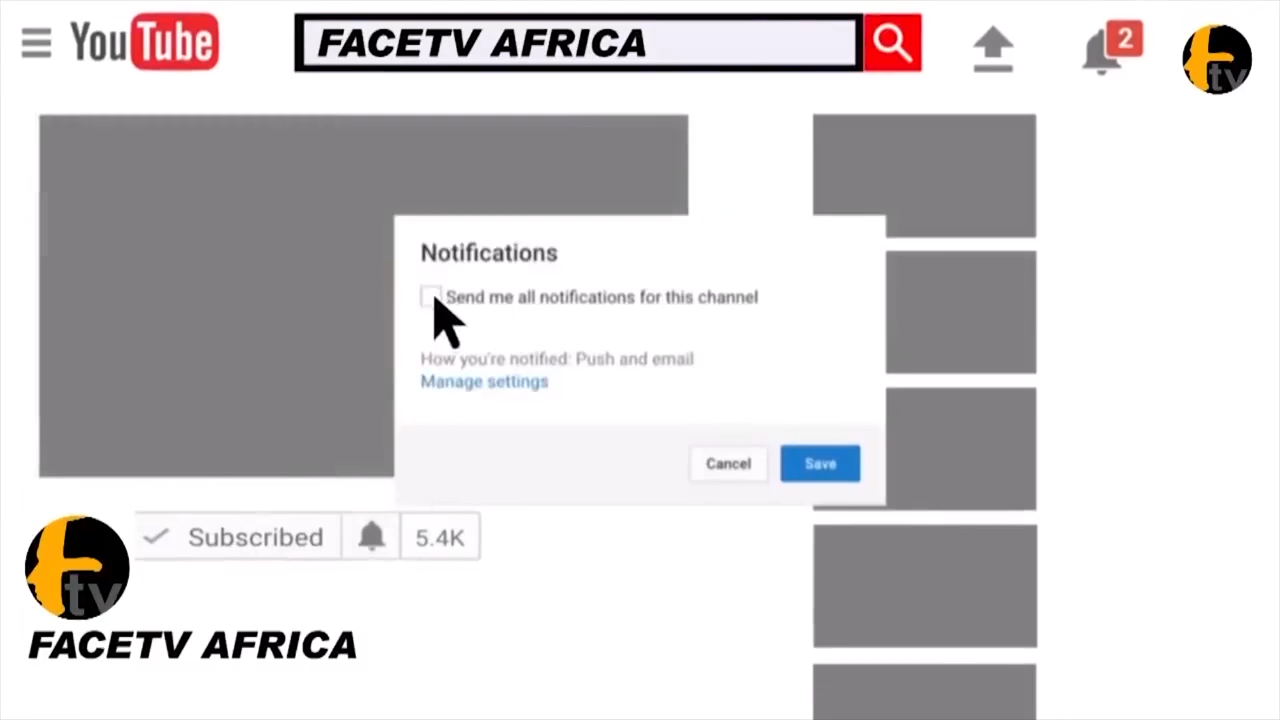 YouTube
FACETV AFRICA
2
tv
Notifications
Send me all notifications for this channel
How you're notified: Push and email
Manage settings
Cancel
Save
Subscribed
5.4K
tv
FACETV AFRICA